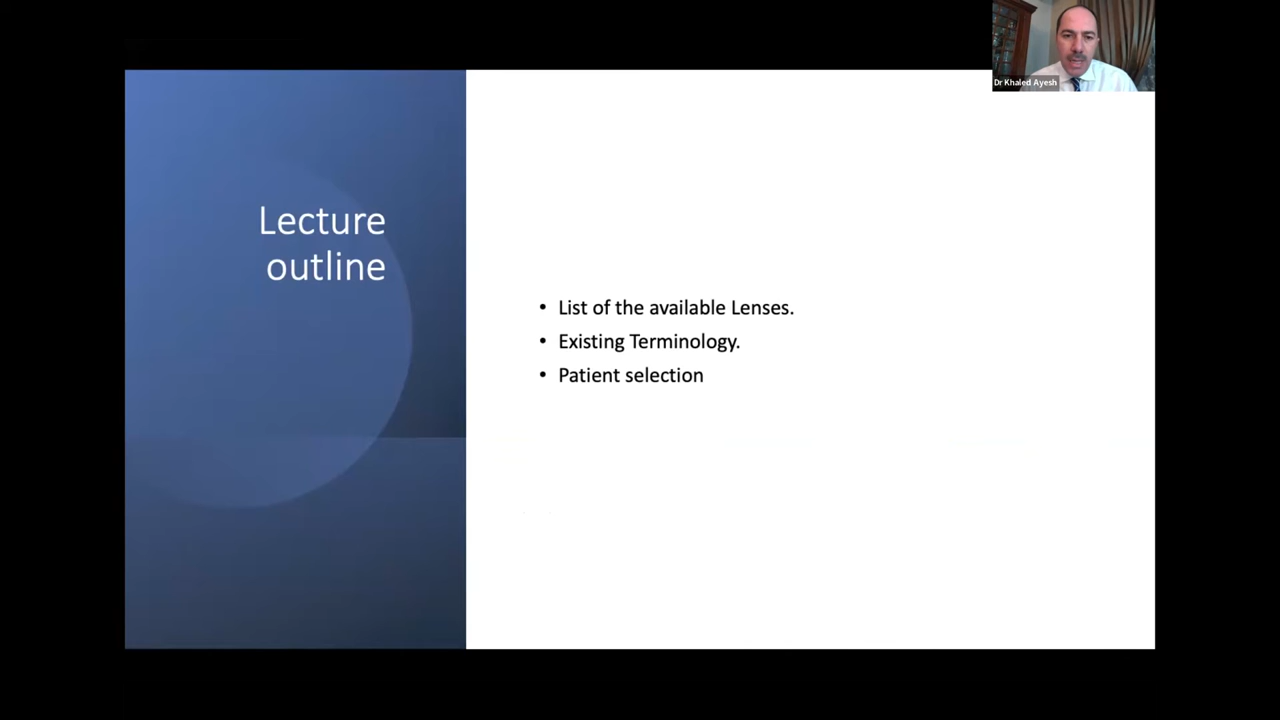 Dr Khaled Ayesh
Lecture
outline
• List of the available Lenses.
• Existing Terminology.
• Patient selection